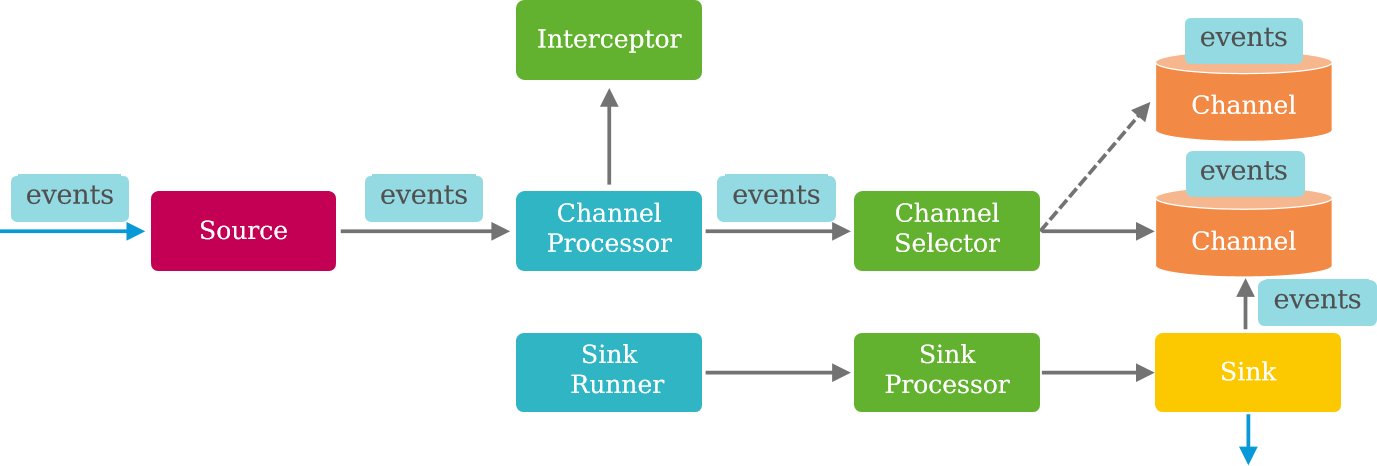 Interceptor
events
Channel
events
Source
events
Channel
Processor
events
Channel
Selector
events
Channel
events
Sink
Runner
Sink
Processor
Sink